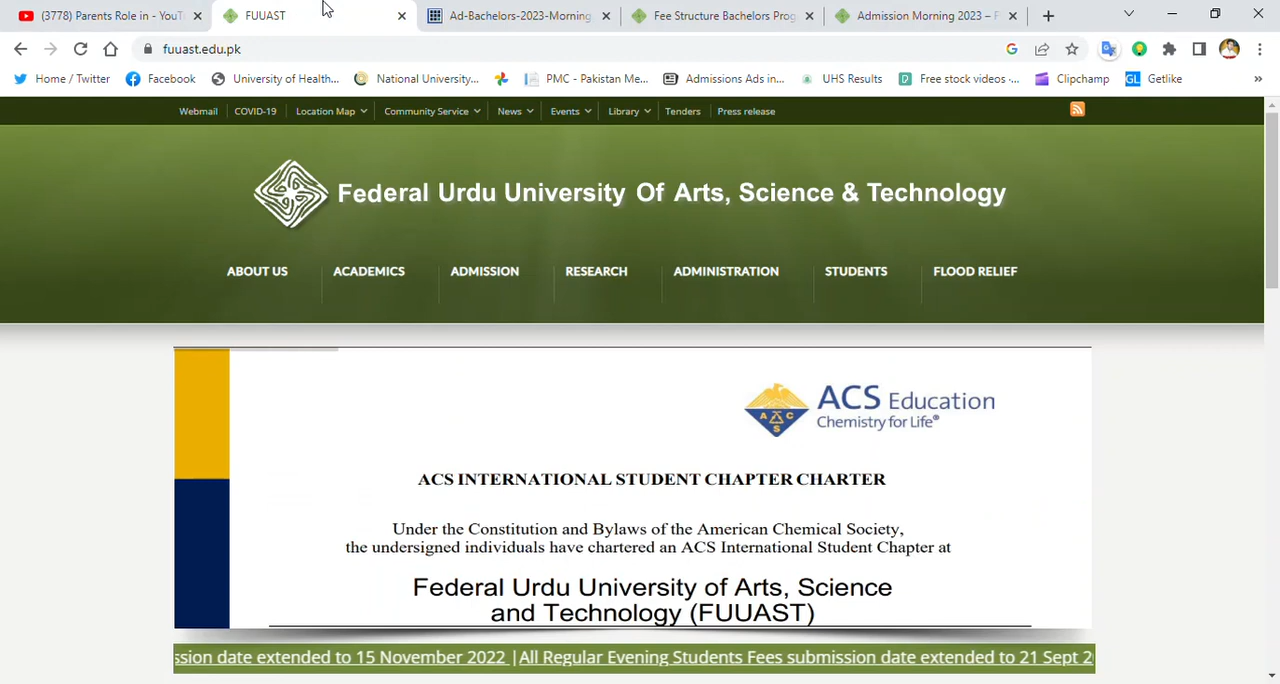 (3778) Parents Role in - YouT
FUUAST
Ad-Bachelors-2023-Morning
Fee Structure Bachelors Prog
Admission Morning 2023 – F
fuuast.edu.pk
Home / Twitter
Facebook
University of Health...
National University...
PMC - Pakistan Me...
Admissions Ads in...
UHS Results
Free stock videos -...
Clipchamp
GL Getlike
Webmail
COVID-19
Location Map
Community Service
News
Events
Library
Tenders
Press release
Federal Urdu University Of Arts, Science & Technology
ABOUT US
ACADEMICS
ADMISSION
RESEARCH
ADMINISTRATION
STUDENTS
FLOOD RELIEF
ACS
ACS Education
Chemistry for Life®
ACS INTERNATIONAL STUDENT CHAPTER CHARTER
Under the Constitution and Bylaws of the American Chemical Society,
the undersigned individuals have chartered an ACS International Student Chapter at
Federal Urdu University of Arts, Science
and Technology (FUUAST)
ssion date extended to 15 November 2022 |All Regular Evening Students Fees submission date extended to 21 Sept 2